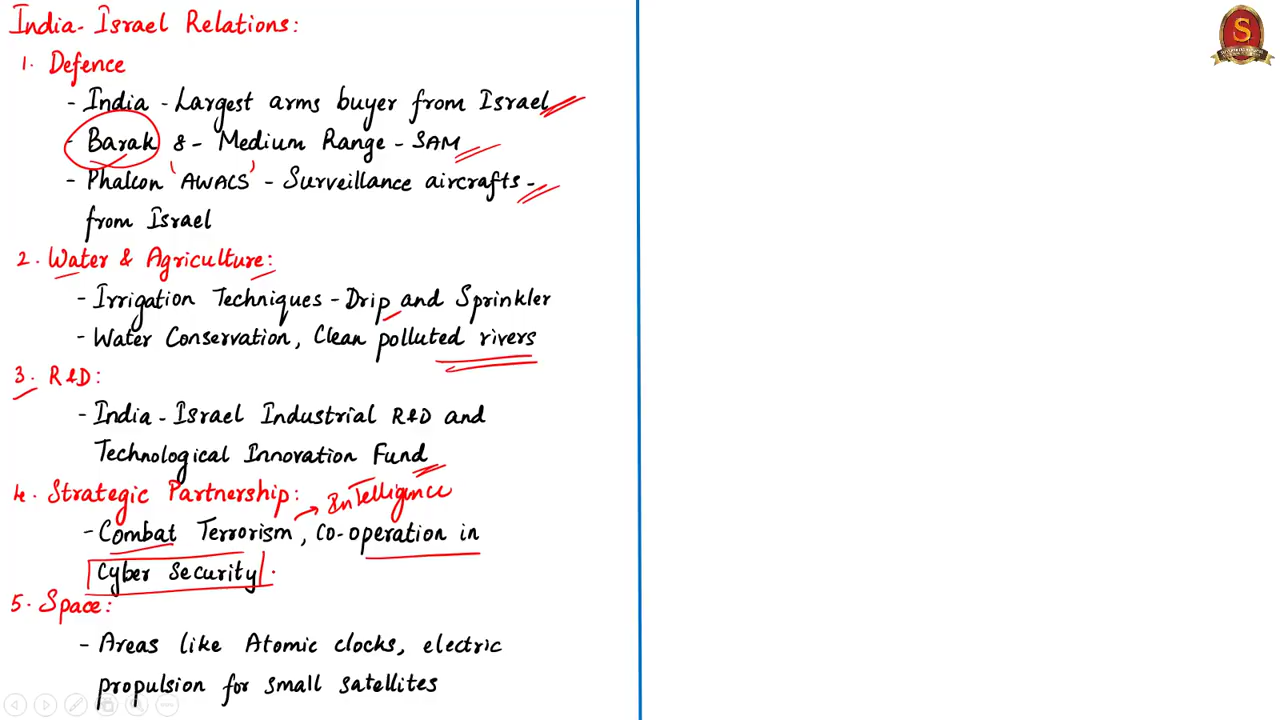 India-Israel Relations:
1. Defence
- India - Largest arms buyer from Israel
- Barak 8 - Medium Range - SAM
- Phalcon 'AWACS' - Surveillance aircrafts -
from Israel
2. Water & Agriculture:
- Irrigation Techniques - Drip and Sprinkler
- Water Conservation, Clean polluted rivers
3. R&D:
- India - Israel Industrial R&D and
Technological Innovation Fund
4. Strategic Partnership: → Intelligence
- Combat Terrorism, Co-operation in
Cyber Security
5. Space:
- Areas like Atomic clocks, electric
propulsion for small satellites
S